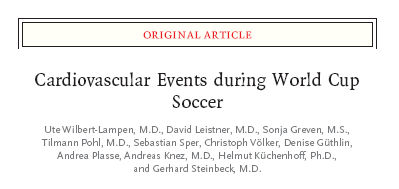 ORIGINAL ARTICLE
Cardiovascular Events during World Cup
Soccer
Ute Wilbert-Lampen, M.D., David Leistner, M.D., Sonja Greven, M.S.,
Tilmann Pohl, M.D., Sebastian Sper, Christoph Völker, Denise Güthlin,
Andrea Plasse, Andreas Knez, M.D., Helmut Küchenhoff, Ph.D.,
and Gerhard Steinbeck, M.D.